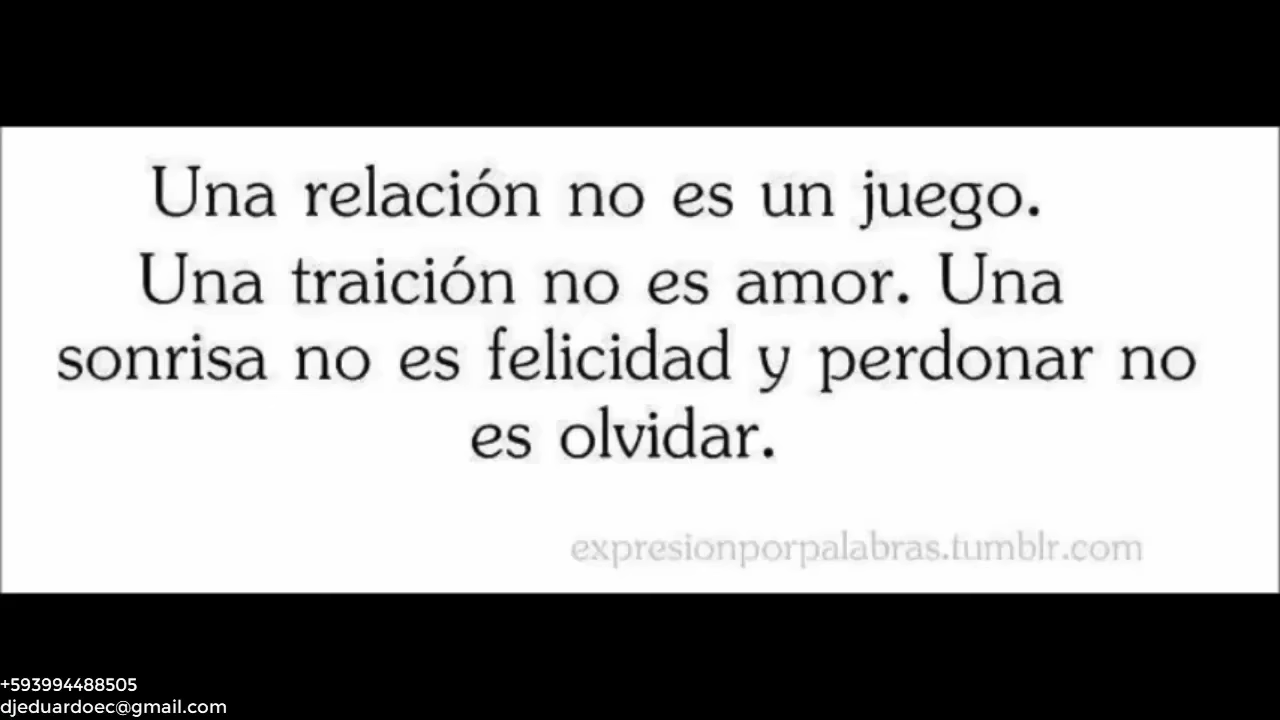 Una relación no es un juego.
Una traición no es amor. Una
sonrisa no es felicidad y perdonar no
es olvidar.
expresionporpalabras.tumblr.com
+593994488505
djeduardoec@gmail.com